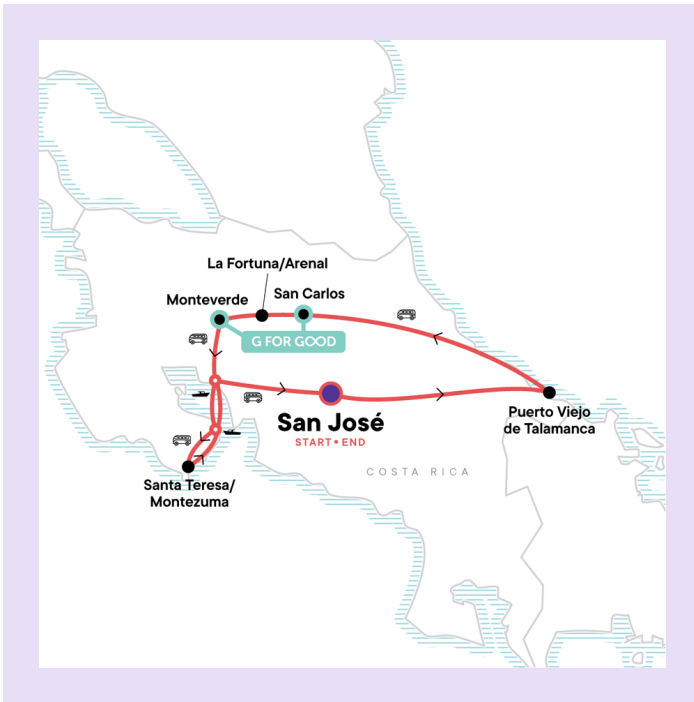 La Fortuna/Arenal
San Carlos
Monteverde
G FOR GOOD
San José
START • END
Puerto Viejo
de Talamanca
COSTA RICA
Santa Teresa/
Montezuma